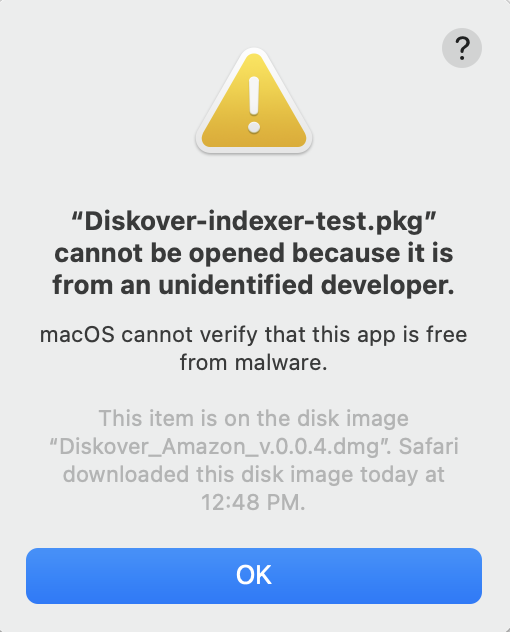 ?
“Diskover-indexer-test.pkg”
cannot be opened because it is
from an unidentified developer.
macOS cannot verify that this app is free
from malware.
This item is on the disk image
“Diskover_Amazon_v.0.0.4.dmg”. Safari
downloaded this disk image today at
12:48 PM.
OK